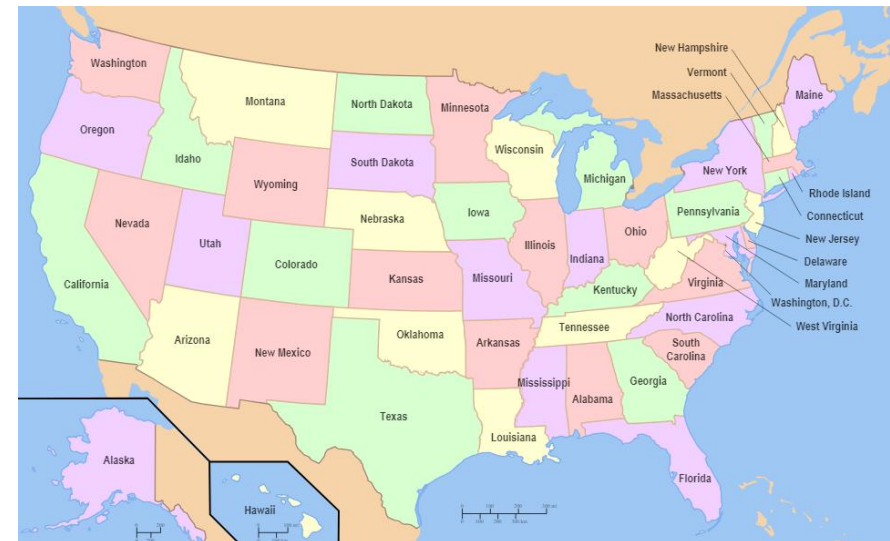 New Hampshire
Vermont
Massachusetts
Maine
Washington
Montana
North Dakota
Minnesota
Oregon
Idaho
Wisconsin
South Dakota
Michigan
New York
Wyoming
Rhode Island
Connecticut
New Jersey
Delaware
Maryland
Washington, D.C.
West Virginia
Nebraska
Iowa
Pennsylvania
Nevada
Utah
Colorado
Illinois
Indiana
Ohio
California
Kansas
Missouri
Kentucky
Virginia
Arizona
New Mexico
Oklahoma
Arkansas
Tennessee
North Carolina
South
Carolina
Mississippi
Alabama
Georgia
Texas
Louisiana
Alaska
Hawaii
Florida